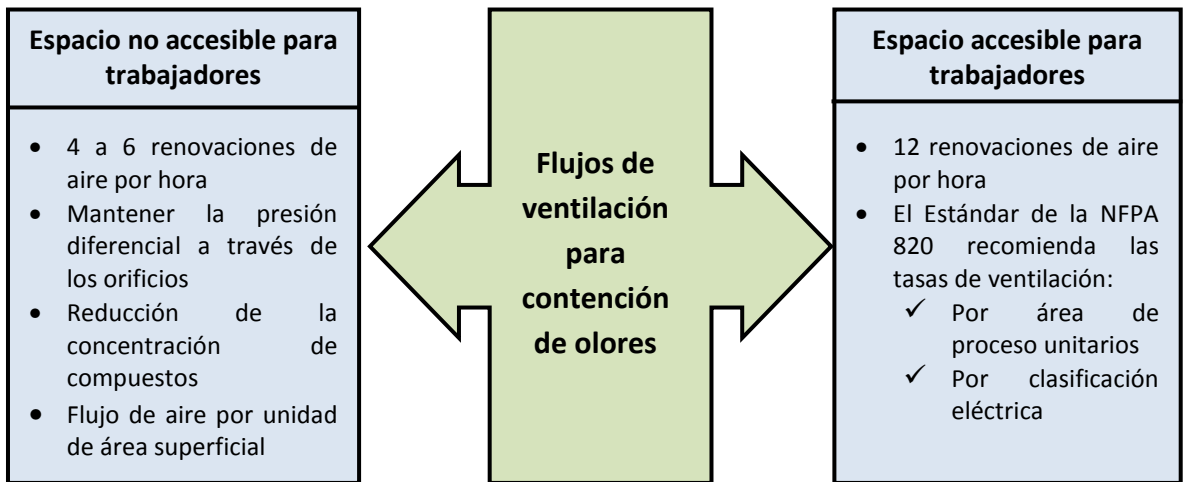 Espacio no accesible para
trabajadores
• 4 a 6 renovaciones de
aire por hora
• Mantener la presión
diferencial a través de
los orificios
• Reducción de la
concentración de
compuestos
• Flujo de aire por unidad
de área superficial
Flujos de
ventilación
para
contención
de olores
Espacio accesible para
trabajadores
• 12 renovaciones de aire
por hora
• El Estándar de la NFPA
820 recomienda las
tasas de ventilación:
✓ Por área de
proceso unitarios
✓ Por clasificación
eléctrica